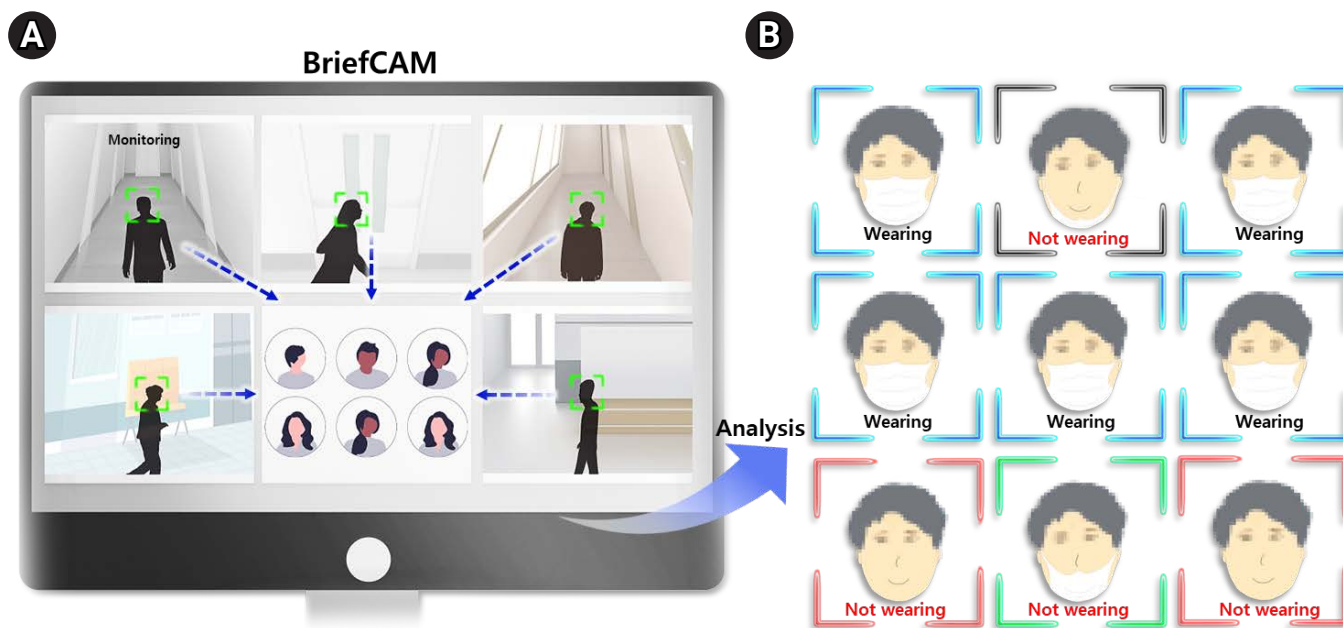 A
BriefCAM
Monitoring
Analysis
B
Wearing
Not wearing
Wearing
Wearing
Wearing
Wearing
Not wearing
Not wearing
Not wearing